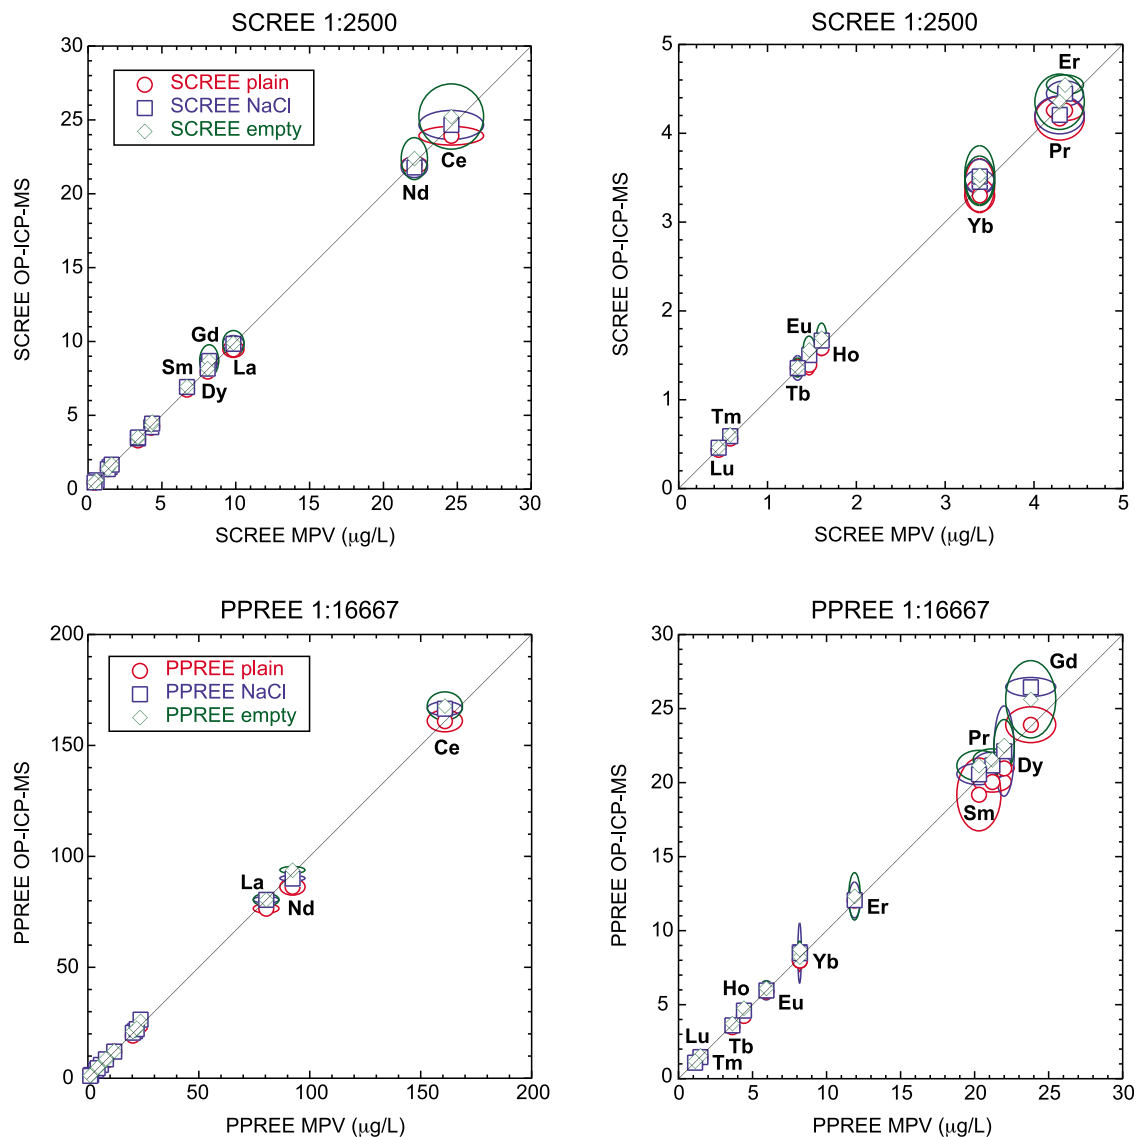 SCREE 1:2500
30
25
20
15
10
5
0
SCREE OP-ICP-MS
SCREE plain
SCREE NaCl
SCREE empty
Ce
Nd
Gd
Sm
La
Dy
0 5 10 15 20 25 30
SCREE MPV (μg/L)
SCREE 1:2500
5
4
3
2
1
0
SCREE OP-ICP-MS
Er
Pr
Yb
Eu
Ho
Tb
Tm
Lu
0 1 2 3 4 5
SCREE MPV (μg/L)
PPREE 1:16667
200
150
100
50
0
PPREE OP-ICP-MS
PPREE plain
PPREE NaCl
PPREE empty
Ce
La
Nd
0 50 100 150 200
PPREE MPV (μg/L)
PPREE 1:16667
30
25
20
15
10
5
0
PPREE OP-ICP-MS
Gd
Pr
Dy
Sm
Er
Yb
Ho
Eu
Lu
Tb
Tm
0 5 10 15 20 25 30
PPREE MPV (μg/L)